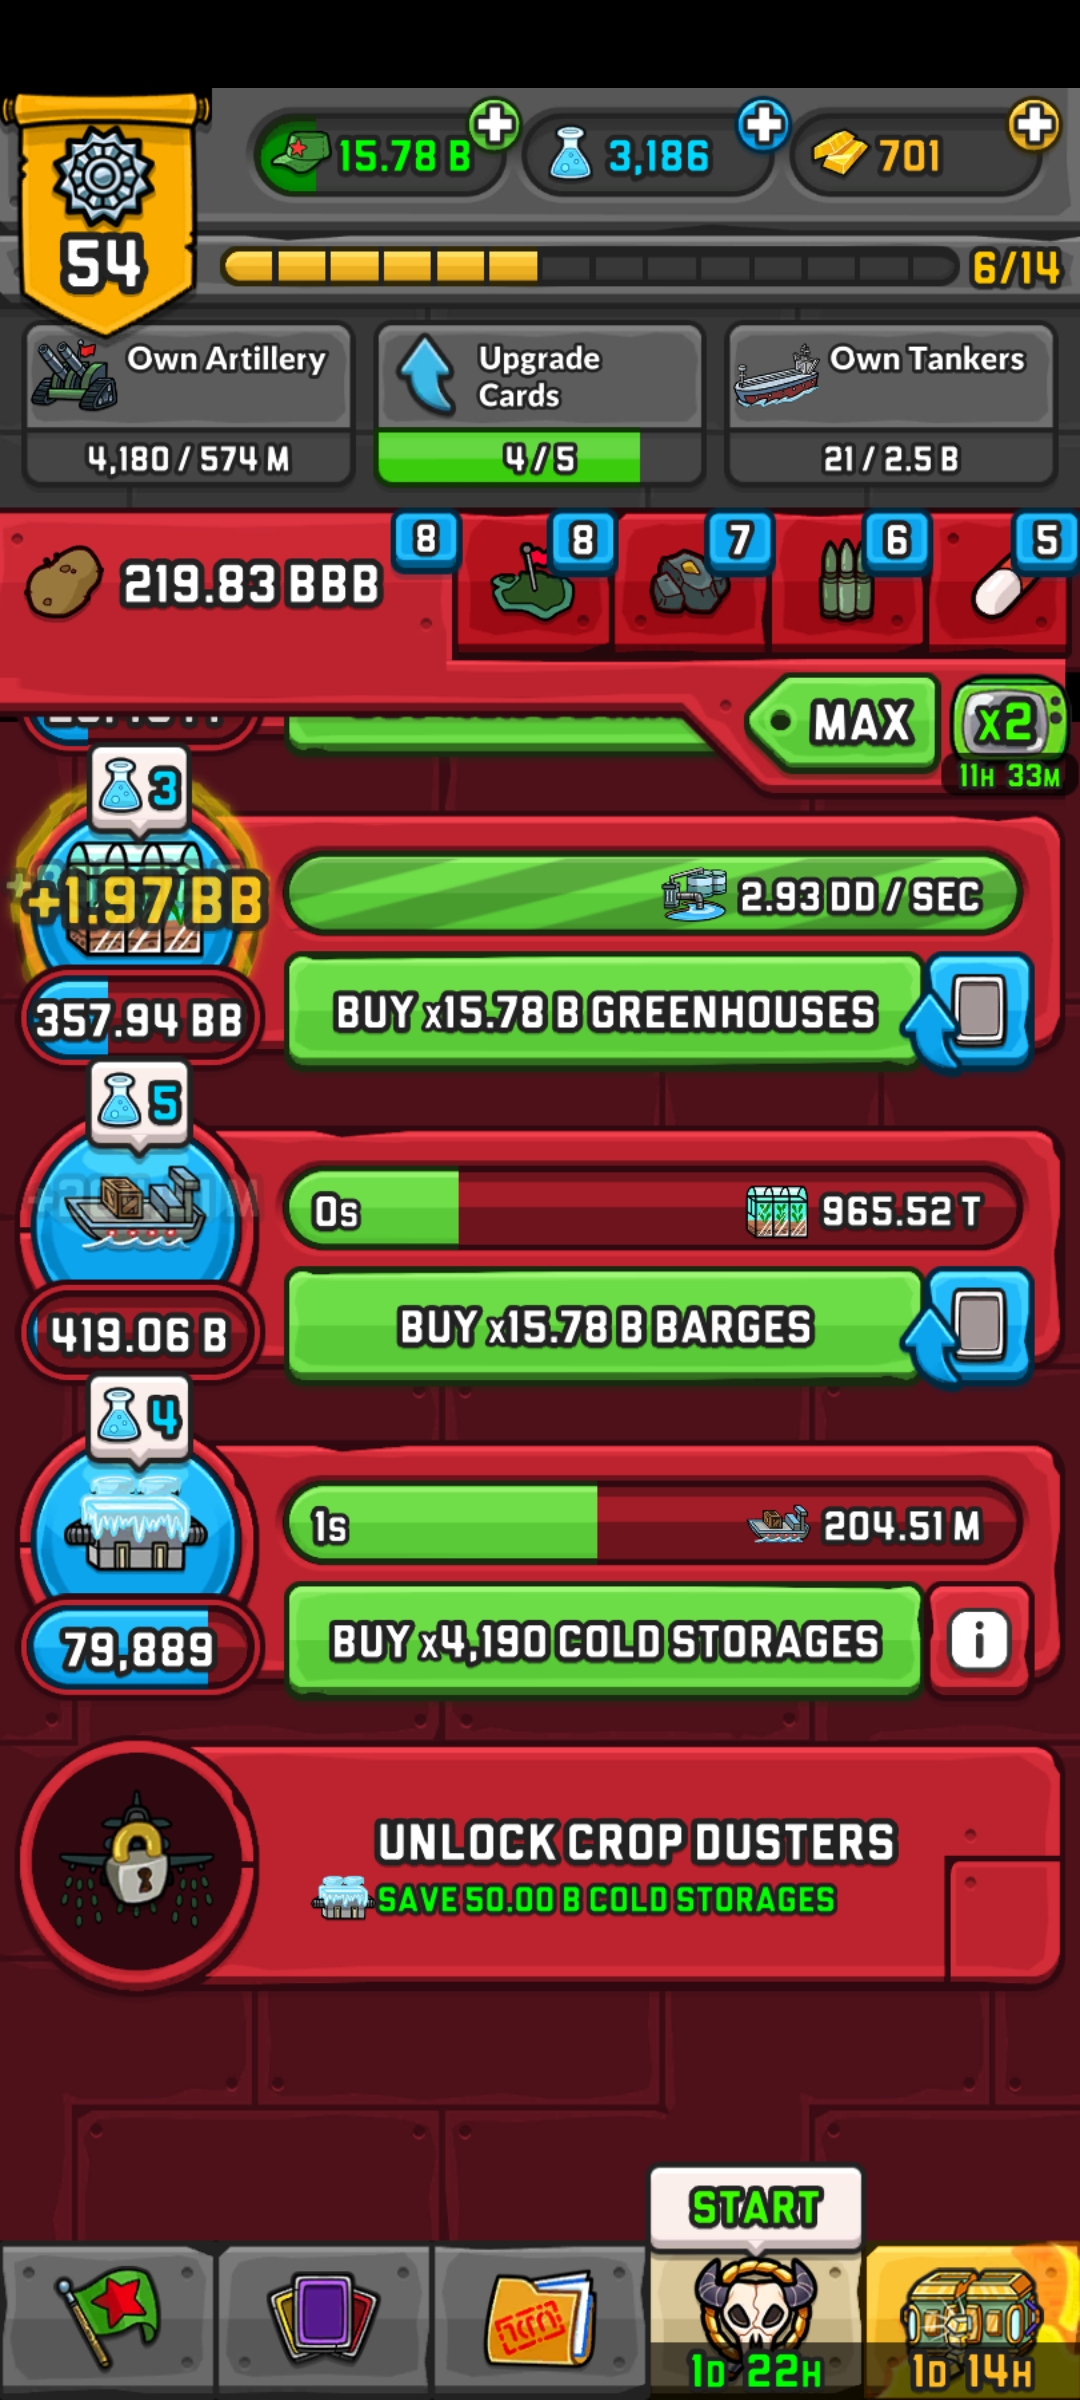 54
15.78 B
3,186
701
6/14
Own Artillery
4,180 / 574 M
Upgrade
Cards
4 / 5
Own Tankers
21 / 2.5 B
219.83 BBB
8
8
7
6
5
MAX
x2
11H 33M
3
+1.97 BB
2.93 DD / SEC
357.94 BB
BUY x15.78 B GREENHOUSES
5
0s
965.52 T
419.06 B
BUY x15.78 B BARGES
4
1s
204.51 M
79,889
BUY x4,190 COLD STORAGES
i
UNLOCK CROP DUSTERS
SAVE 50.00 B COLD STORAGES
START
1D 22H
1D 14H